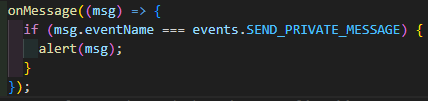 onMessage((msg) => {
  if (msg.eventName === events.SEND_PRIVATE_MESSAGE) {
    alert(msg);
  }
});